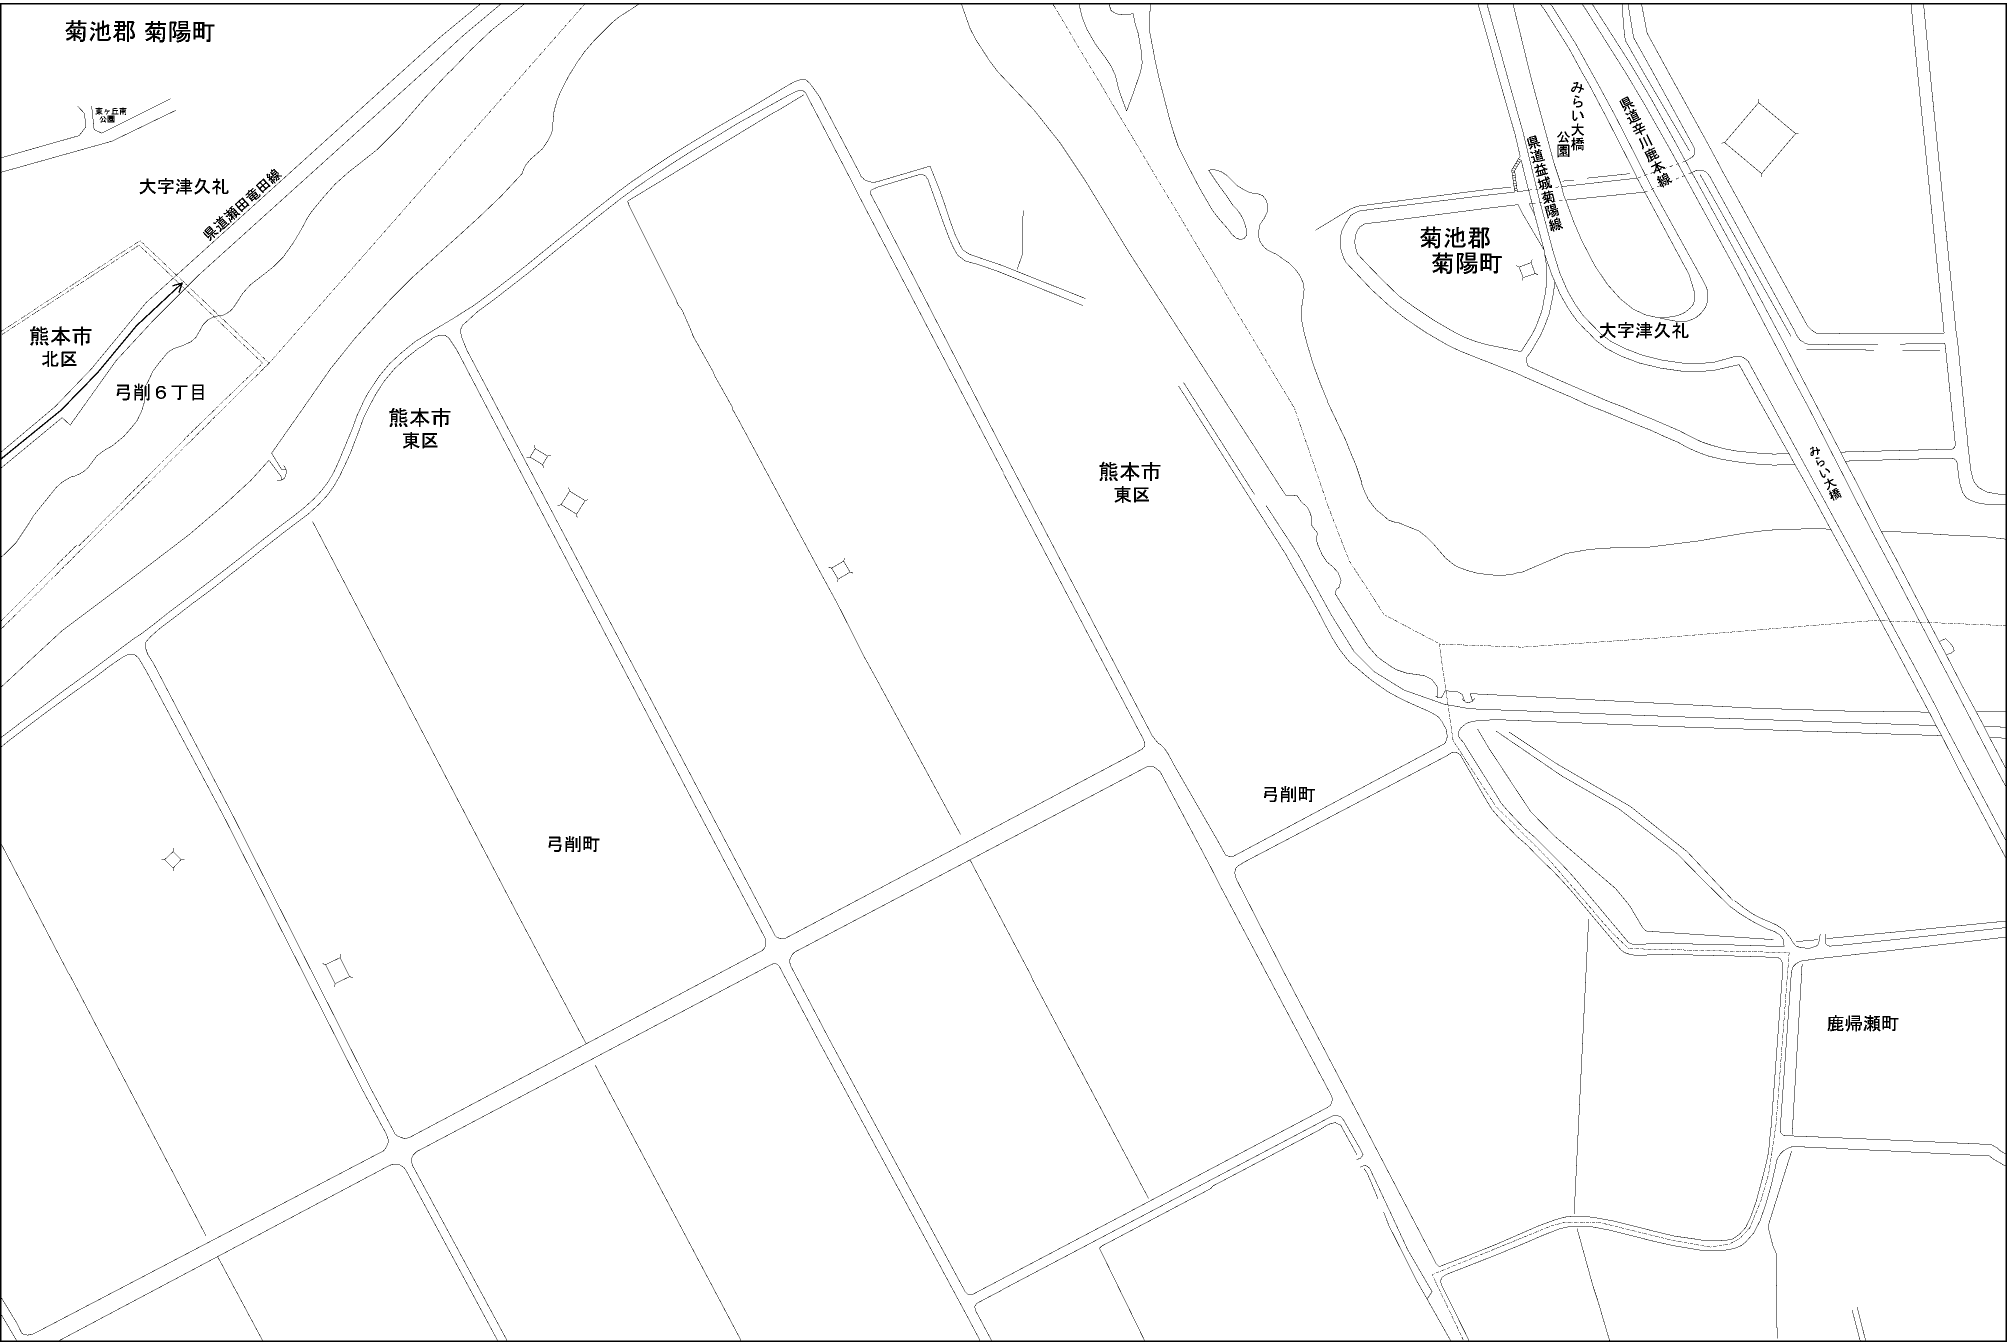 菊池郡 菊陽町
東ヶ丘南
公園
大字津久礼
県道瀬田竜田線
熊本市
北区
弓削６丁目
熊本市
東区
熊本市
東区
みらい大橋
公園
県道辛川鹿本線
県道益城菊陽線
菊池郡
菊陽町
大字津久礼
みらい大橋
弓削町
弓削町
鹿帰瀬町